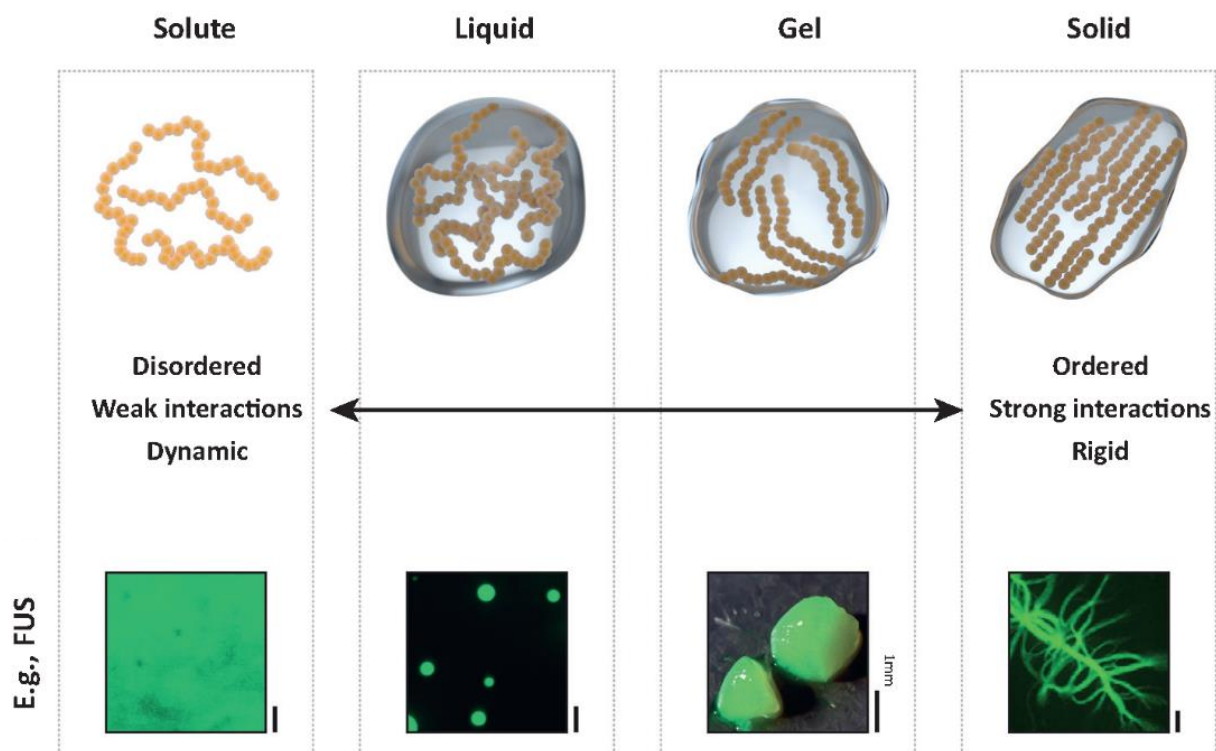 Solute
Liquid
Gel
Solid
Disordered
Weak interactions
Dynamic
Ordered
Strong interactions
Rigid
E.g., FUS
1mm